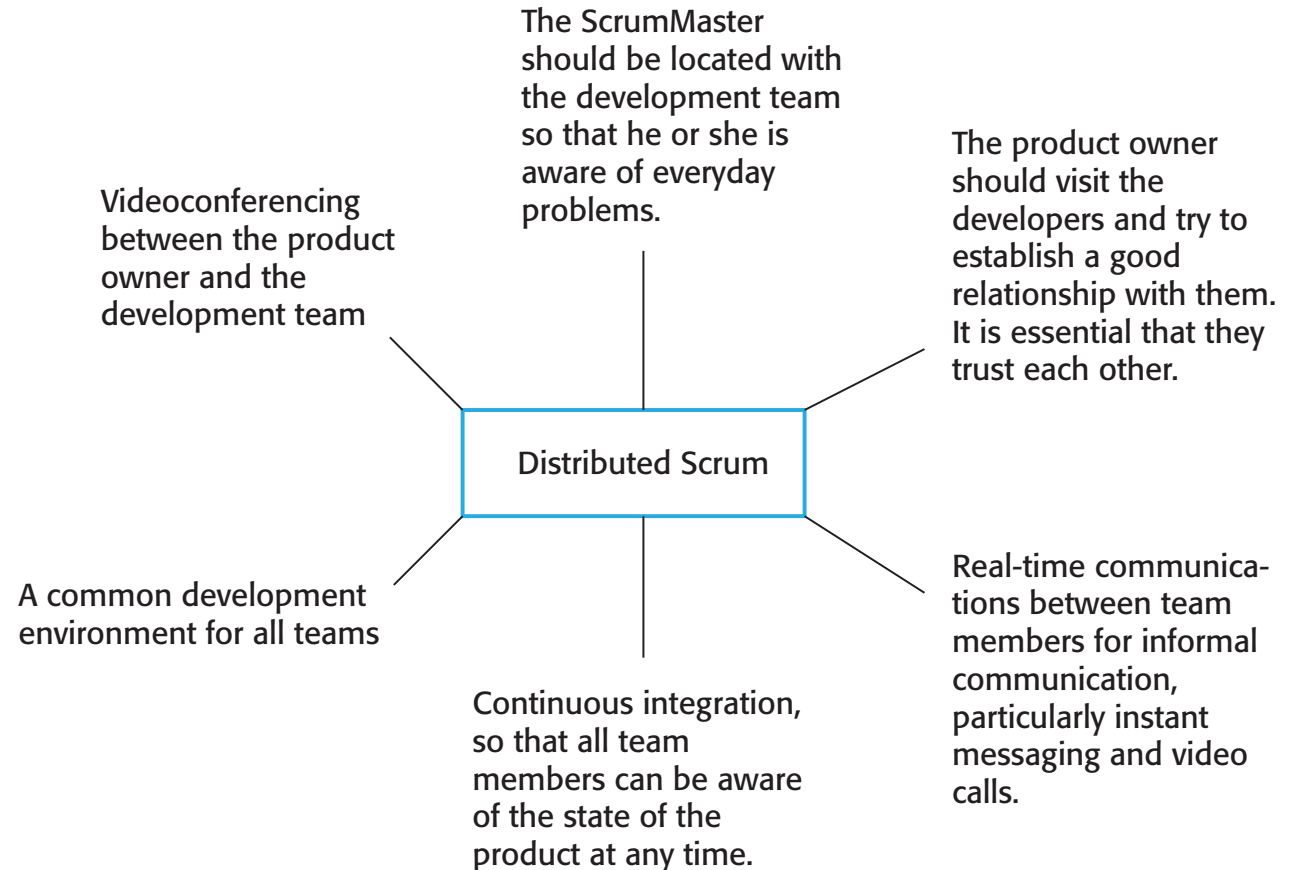 The ScrumMaster
should be located with
the development team
so that he or she is
aware of everyday
problems.
Videoconferencing
between the product
owner and the
development team
The product owner
should visit the
developers and try to
establish a good
relationship with them.
It is essential that they
trust each other.
Distributed Scrum
A common development
environment for all teams
Continuous integration,
so that all team
members can be aware
of the state of the
product at any time.
Real-time communica-
tions between team
members for informal
communication,
particularly instant
messaging and video
calls.